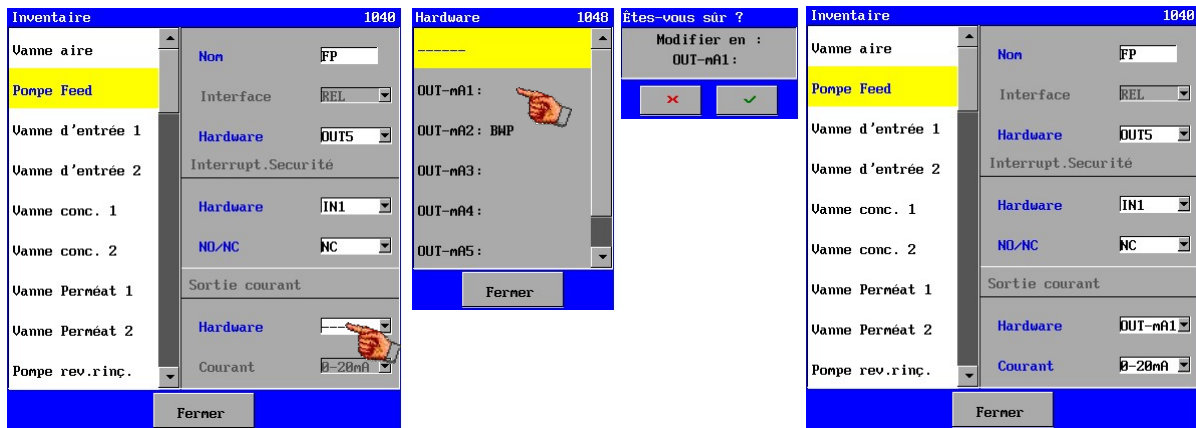 Inventaire 1040
Vanne aire
Pompe Feed
Vanne d'entrée 1
Vanne d'entrée 2
Vanne conc. 1
Vanne conc. 2
Vanne Perméat 1
Vanne Perméat 2
Pompe rev.rinç.
Nom FP
Interface REL
Hardware OUT5
Interrupt.Securité
Hardware IN1
NO/NC NC
Sortie courant
Hardware ---
Courant 0-20mA
Fermer
Hardware 1048
------
OUT-mA1:
OUT-mA2: BWP
OUT-mA3:
OUT-mA4:
OUT-mA5:
Fermer
Êtes-vous sûr ?
Modifier en :
OUT-mA1:
Inventaire 1040
Vanne aire
Pompe Feed
Vanne d'entrée 1
Vanne d'entrée 2
Vanne conc. 1
Vanne conc. 2
Vanne Perméat 1
Vanne Perméat 2
Pompe rev.rinç.
Nom FP
Interface REL
Hardware OUT5
Interrupt.Securité
Hardware IN1
NO/NC NC
Sortie courant
Hardware OUT-mA1
Courant 0-20mA
Fermer